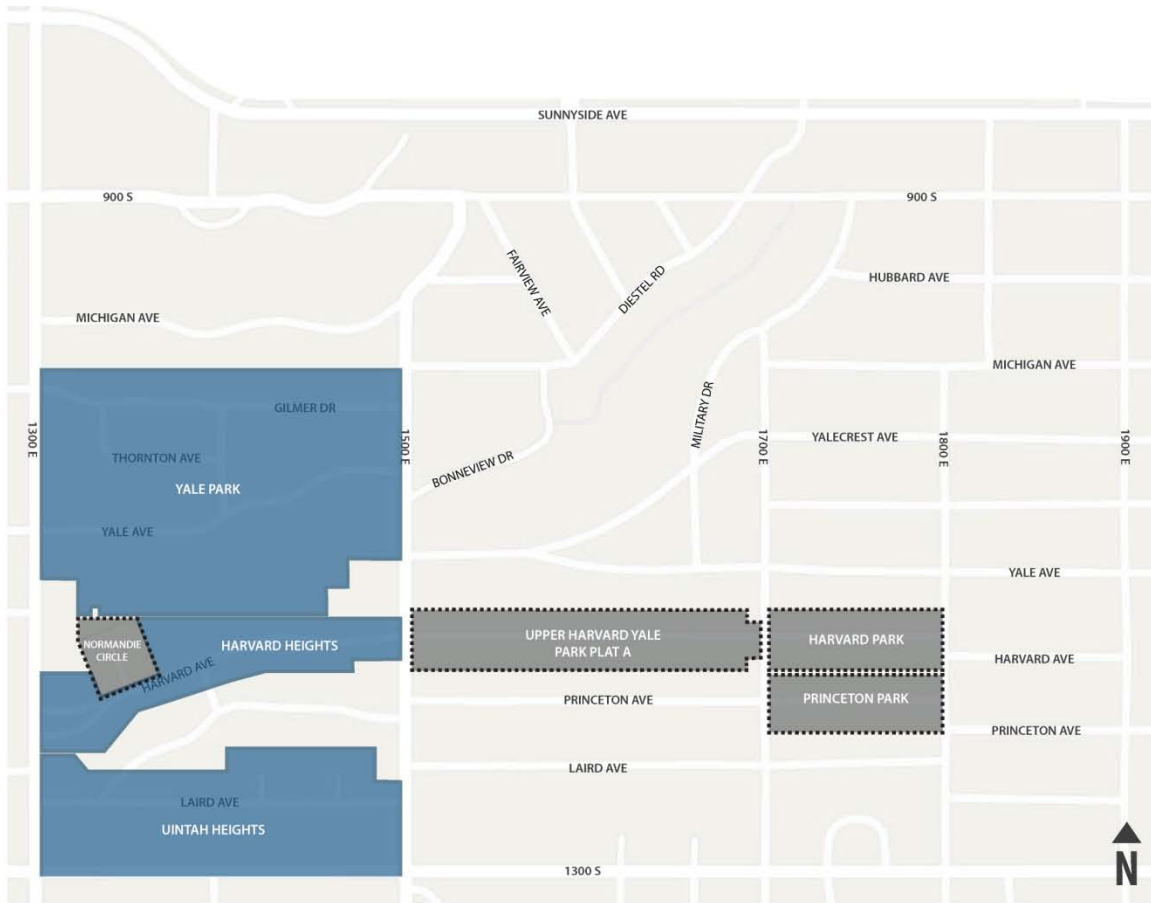 SUNNYSIDE AVE
900 S
900 S
FAIRVIEW AVE
DIESTEL RD
HUBBARD AVE
MICHIGAN AVE
MILITARY DR
MICHIGAN AVE
GILMER DR
1300 E
1500 E
1700 E
1800 E
1900 E
YALECREST AVE
THORNTON AVE
BONNEVIEW DR
YALE PARK
YALE AVE
YALE AVE
NORMANDIE
CIRCLE
HARVARD HEIGHTS
UPPER HARVARD YALE
PARK PLAT A
HARVARD PARK
HARVARD AVE
HARVARD AVE
PRINCETON AVE
PRINCETON PARK
PRINCETON AVE
LAIRD AVE
LAIRD AVE
UINTAH HEIGHTS
1300 S
N